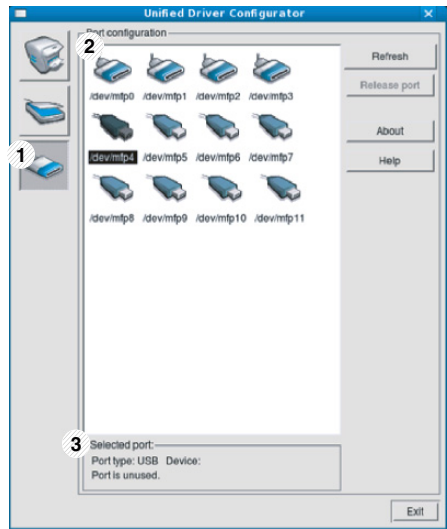 Unified Driver Configurator
2
Port configuration
Refresh
/dev/mfp0 /dev/mfp1 /dev/mfp2 /dev/mfp3
Release port
About
1
/dev/mfp4 /dev/mfp5 /dev/mfp6 /dev/mfp7
Help
/dev/mfp8 /dev/mfp9 /dev/mfp10 /dev/mfp11
3
Selected port:
Port type: USB Device:
Port is unused.
Exit